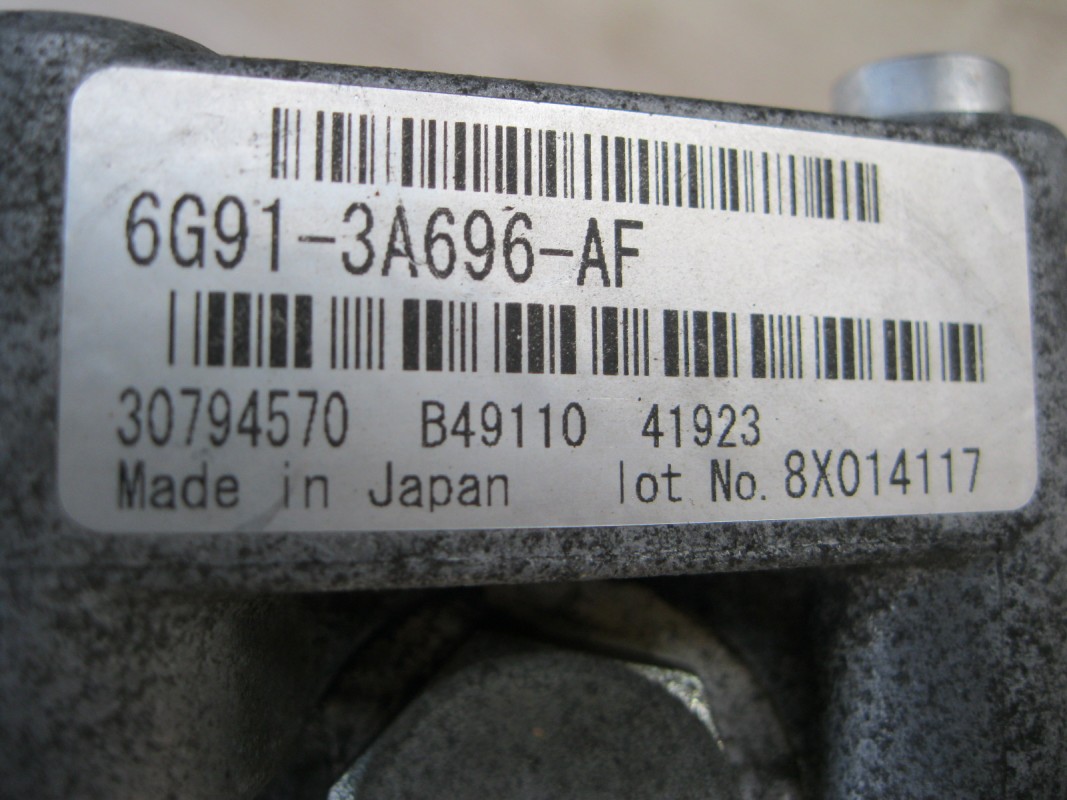 6G91-3A696-AF
30794570 B49110 41923
Made in Japan lot No. 8X014117